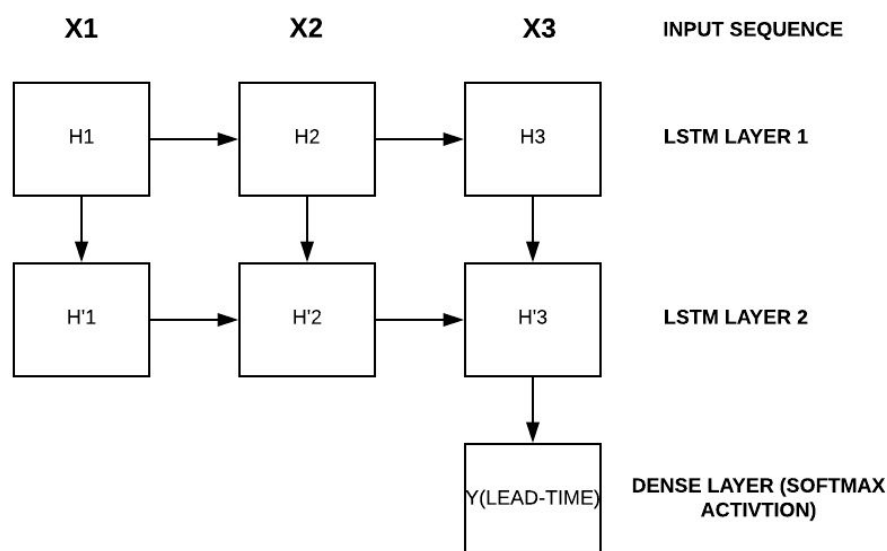 X1 X2 X3 INPUT SEQUENCE
H1 H2 H3 LSTM LAYER 1
H'1 H'2 H'3 LSTM LAYER 2
Y(LEAD-TIME) DENSE LAYER (SOFTMAX
ACTIVTION)